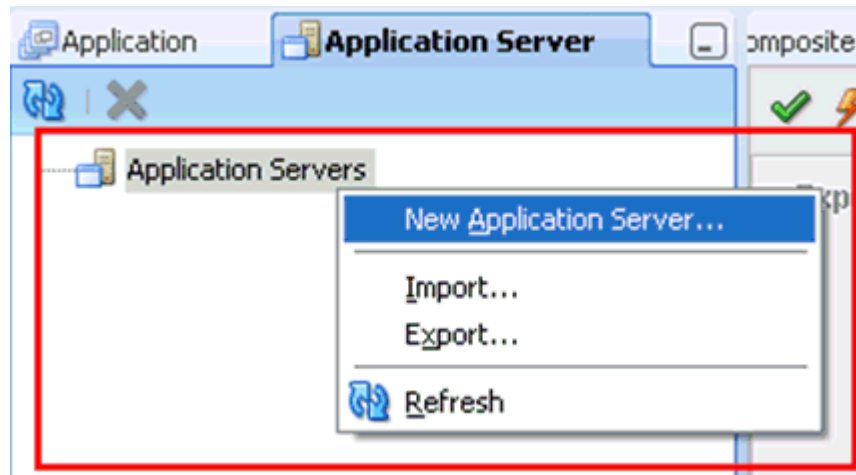 Application
Application Server
omposite
Application Servers
New Application Server...
Import...
Export...
Refresh